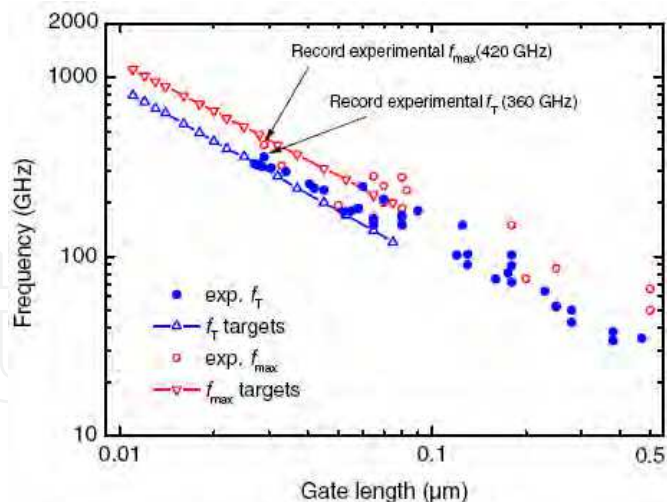 2000
1000
100
10
Frequency (GHz)
Record experimental fmax(420 GHz)
Record experimental fT (360 GHz)
exp. fT
fT targets
exp. fmax
fmax targets
0.01
0.1
0.5
Gate length (µm)